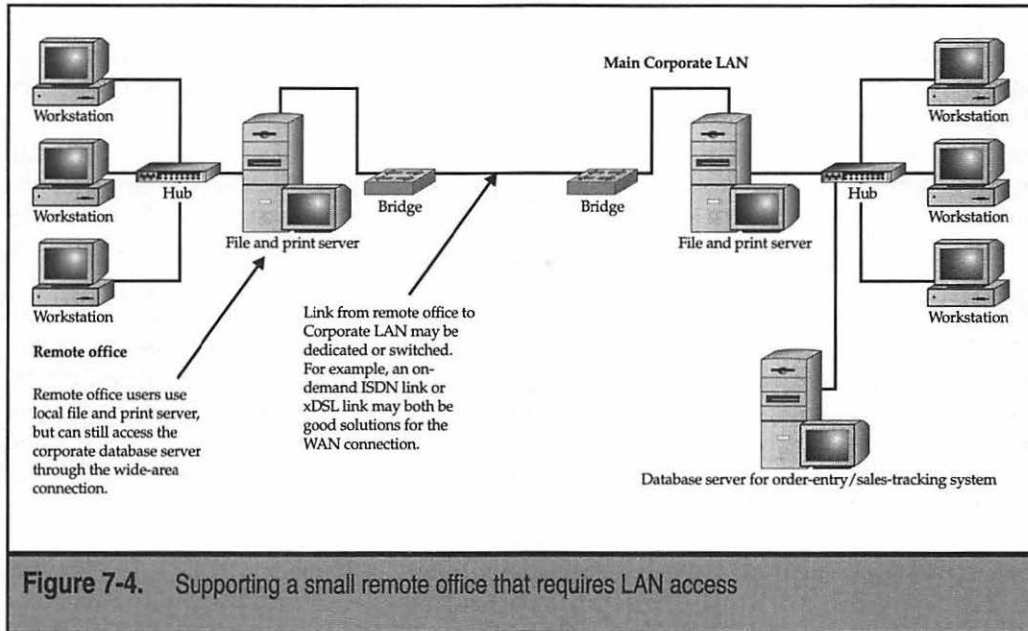 Main Corporate LAN
Workstation
Workstation
Workstation
Hub
File and print server
Bridge
Bridge
File and print server
Hub
Workstation
Workstation
Workstation
Remote office
Remote office users use
local file and print server,
but can still access the
corporate database server
through the wide-area
connection.
Link from remote office to
Corporate LAN may be
dedicated or switched.
For example, an on-
demand ISDN link or
xDSL link may both be
good solutions for the
WAN connection.
Database server for order-entry/sales-tracking system
Figure 7-4. Supporting a small remote office that requires LAN access